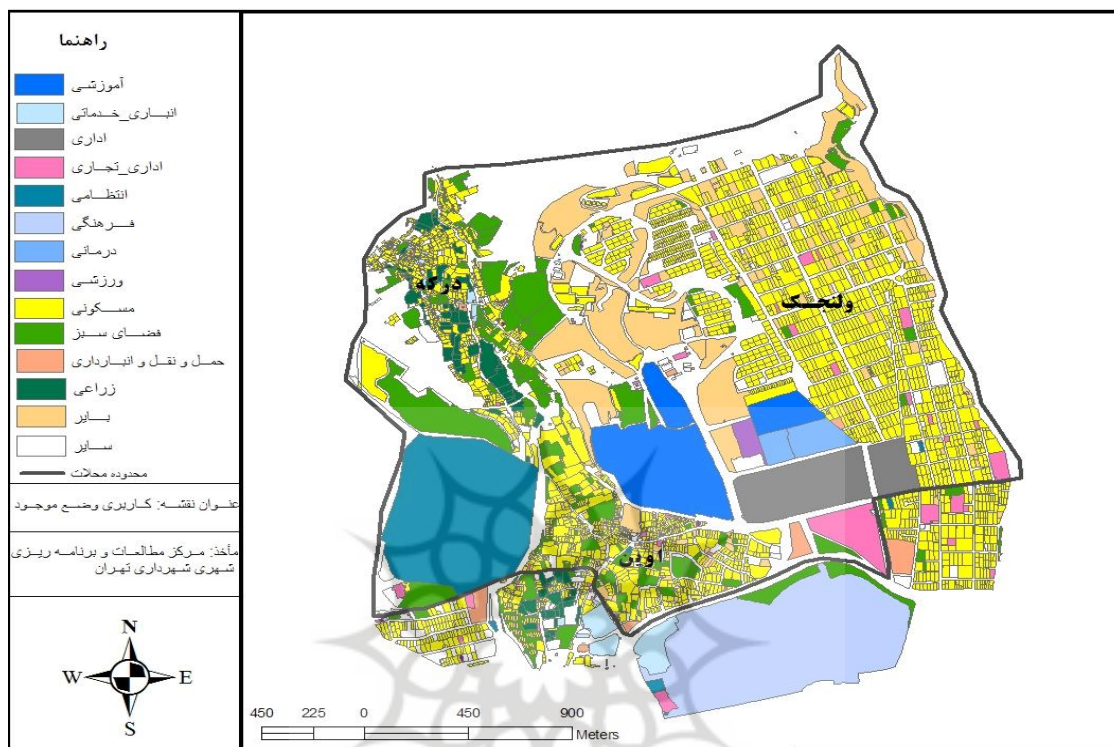 راهنما
آموزشی
انباری_خدماتی
اداری
اداری_تجاری
انتظامی
فرهنگی
درمانی
ورزشی
مسکونی
فضای سبز
حمل و نقل و انبارداری
زراعی
بایر
سایر
محدوده محلات
عنوان نقشه: کاربری وضع موجود
مأخذ: مرکز مطالعات و برنامه ریزی
شهری شهرداری تهران
N
W E
S
درکه
ولنجک
اوین
450 225 0 450 900
Meters